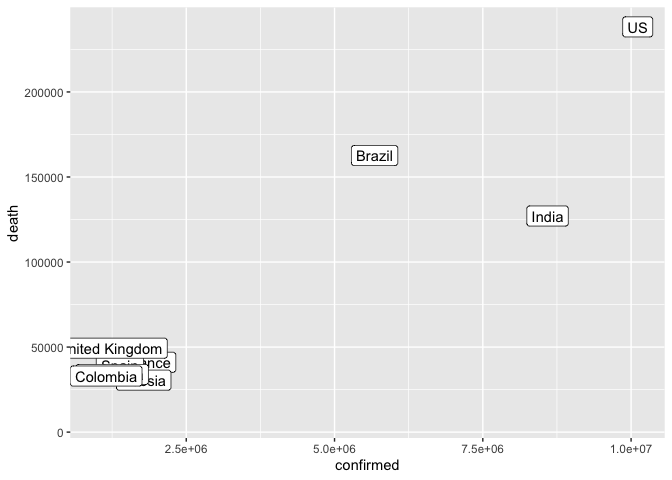 US
200000
Brazil
150000
India
death
100000
50000
nited Kingdom
Colombia
0
2.5e+06 5.0e+06 7.5e+06 1.0e+07
confirmed